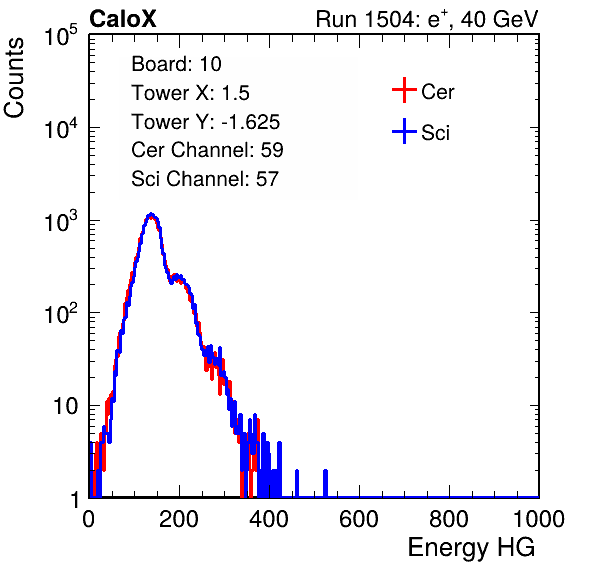 CaloX Run 1504: e⁺, 40 GeV
Counts
Board: 10
Tower X: 1.5
Tower Y: -1.625
Cer Channel: 59
Sci Channel: 57
Cer
Sci
10⁵
10⁴
10³
10²
10
1
0 200 400 600 800 1000
Energy HG